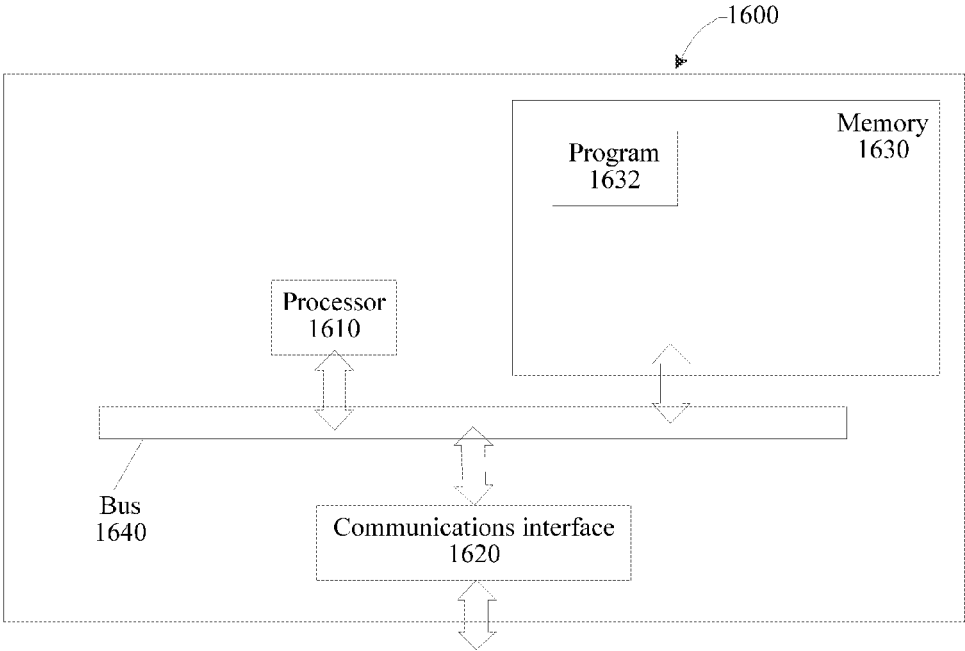 1600
Memory
1630
Program
1632
Processor
1610
Bus
1640
Communications interface
1620